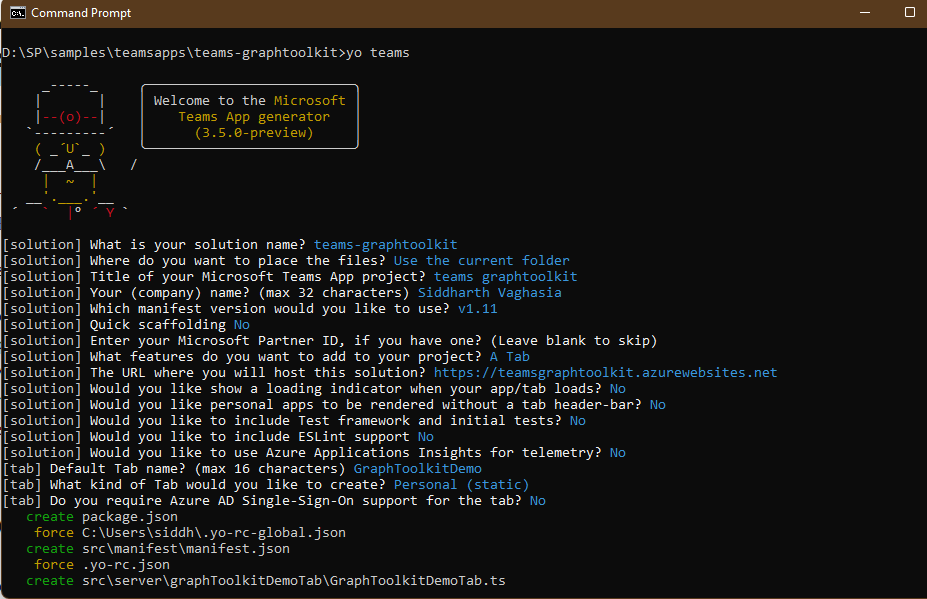 Command Prompt
D:\SP\samples\teamsapps\teams-graphtoolkit>yo teams
     _-----_
    |       |
    |--(o)--|
   `---------´
    ( _´U`_ )
    /___A___\   /
     |  ~  |
   __'.___.'__
 ´   `  |° ´ Y `
Welcome to the Microsoft
Teams App generator
(3.5.0-preview)
[solution] What is your solution name? teams-graphtoolkit
[solution] Where do you want to place the files? Use the current folder
[solution] Title of your Microsoft Teams App project? teams graphtoolkit
[solution] Your (company) name? (max 32 characters) Siddharth Vaghasia
[solution] Which manifest version would you like to use? v1.11
[solution] Quick scaffolding No
[solution] Enter your Microsoft Partner ID, if you have one? (Leave blank to skip)
[solution] What features do you want to add to your project? A Tab
[solution] The URL where you will host this solution? https://teamsgraphtoolkit.azurewebsites.net
[solution] Would you like show a loading indicator when your app/tab loads? No
[solution] Would you like personal apps to be rendered without a tab header-bar? No
[solution] Would you like to include Test framework and initial tests? No
[solution] Would you like to include ESLint support No
[solution] Would you like to use Azure Applications Insights for telemetry? No
[tab] Default Tab name? (max 16 characters) GraphToolkitDemo
[tab] What kind of Tab would you like to create? Personal (static)
[tab] Do you require Azure AD Single-Sign-On support for the tab? No
create package.json
force C:\Users\siddh\.yo-rc-global.json
create src\manifest\manifest.json
force .yo-rc.json
create src\server\graphToolkitDemoTab\GraphToolkitDemoTab.ts